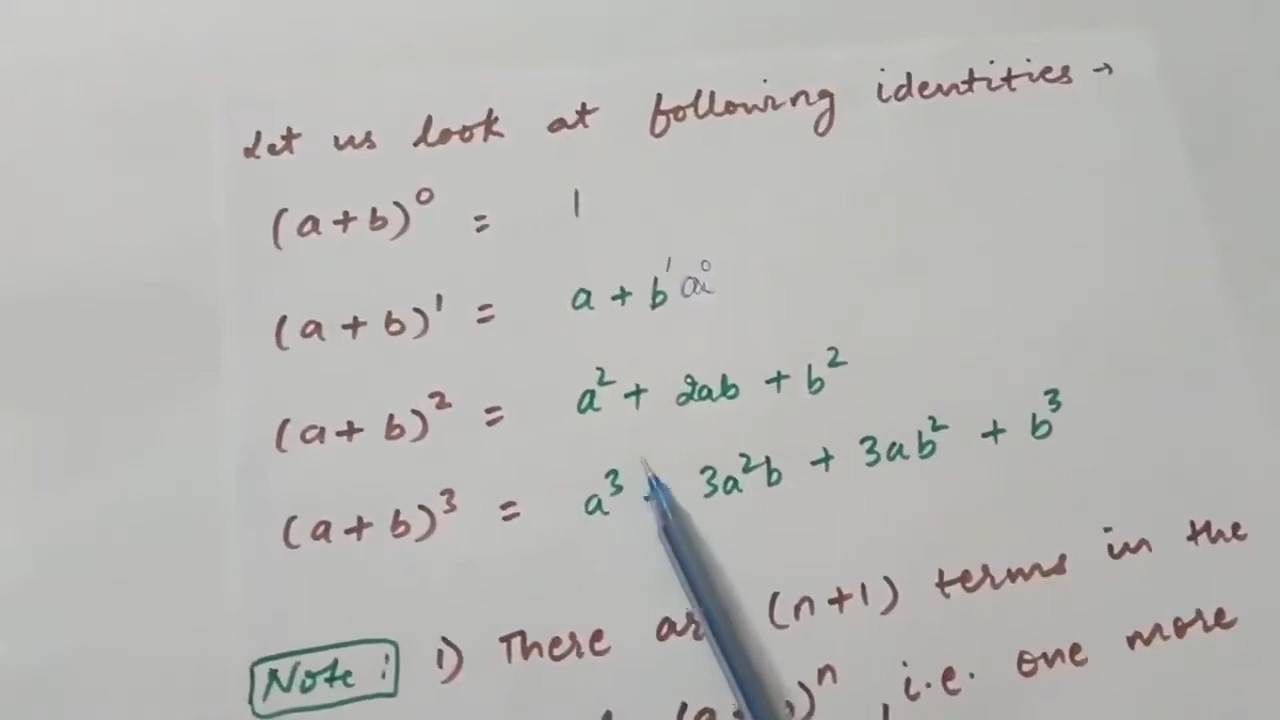 Let us look at following identities →
(a + b)⁰ = 1
(a + b)¹ = a + b¹a⁰
(a + b)² = a² + 2ab + b²
(a + b)³ = a³ 3a²b + 3ab² + b³
Note : i) There (n+1) terms in the
)ⁿ, i.e. one more